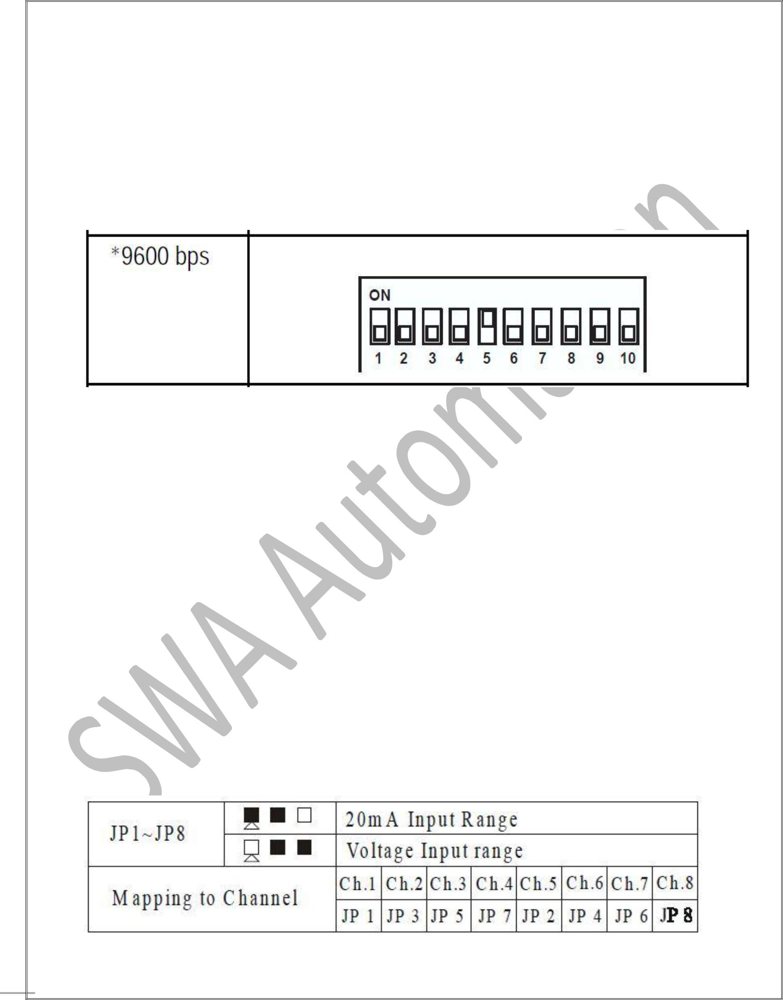 *9600 bps
ON
1 2 3 4 5 6 7 8 9 10
SWA Autom
JP1~JP8
20mA Input Range
Voltage Input range
Mapping to Channel
Ch.1 Ch.2 Ch.3 Ch.4 Ch.5 Ch.6 Ch.7 Ch.8
JP 1 JP 3 JP 5 JP 7 JP 2 JP 4 JP 6 JP 8